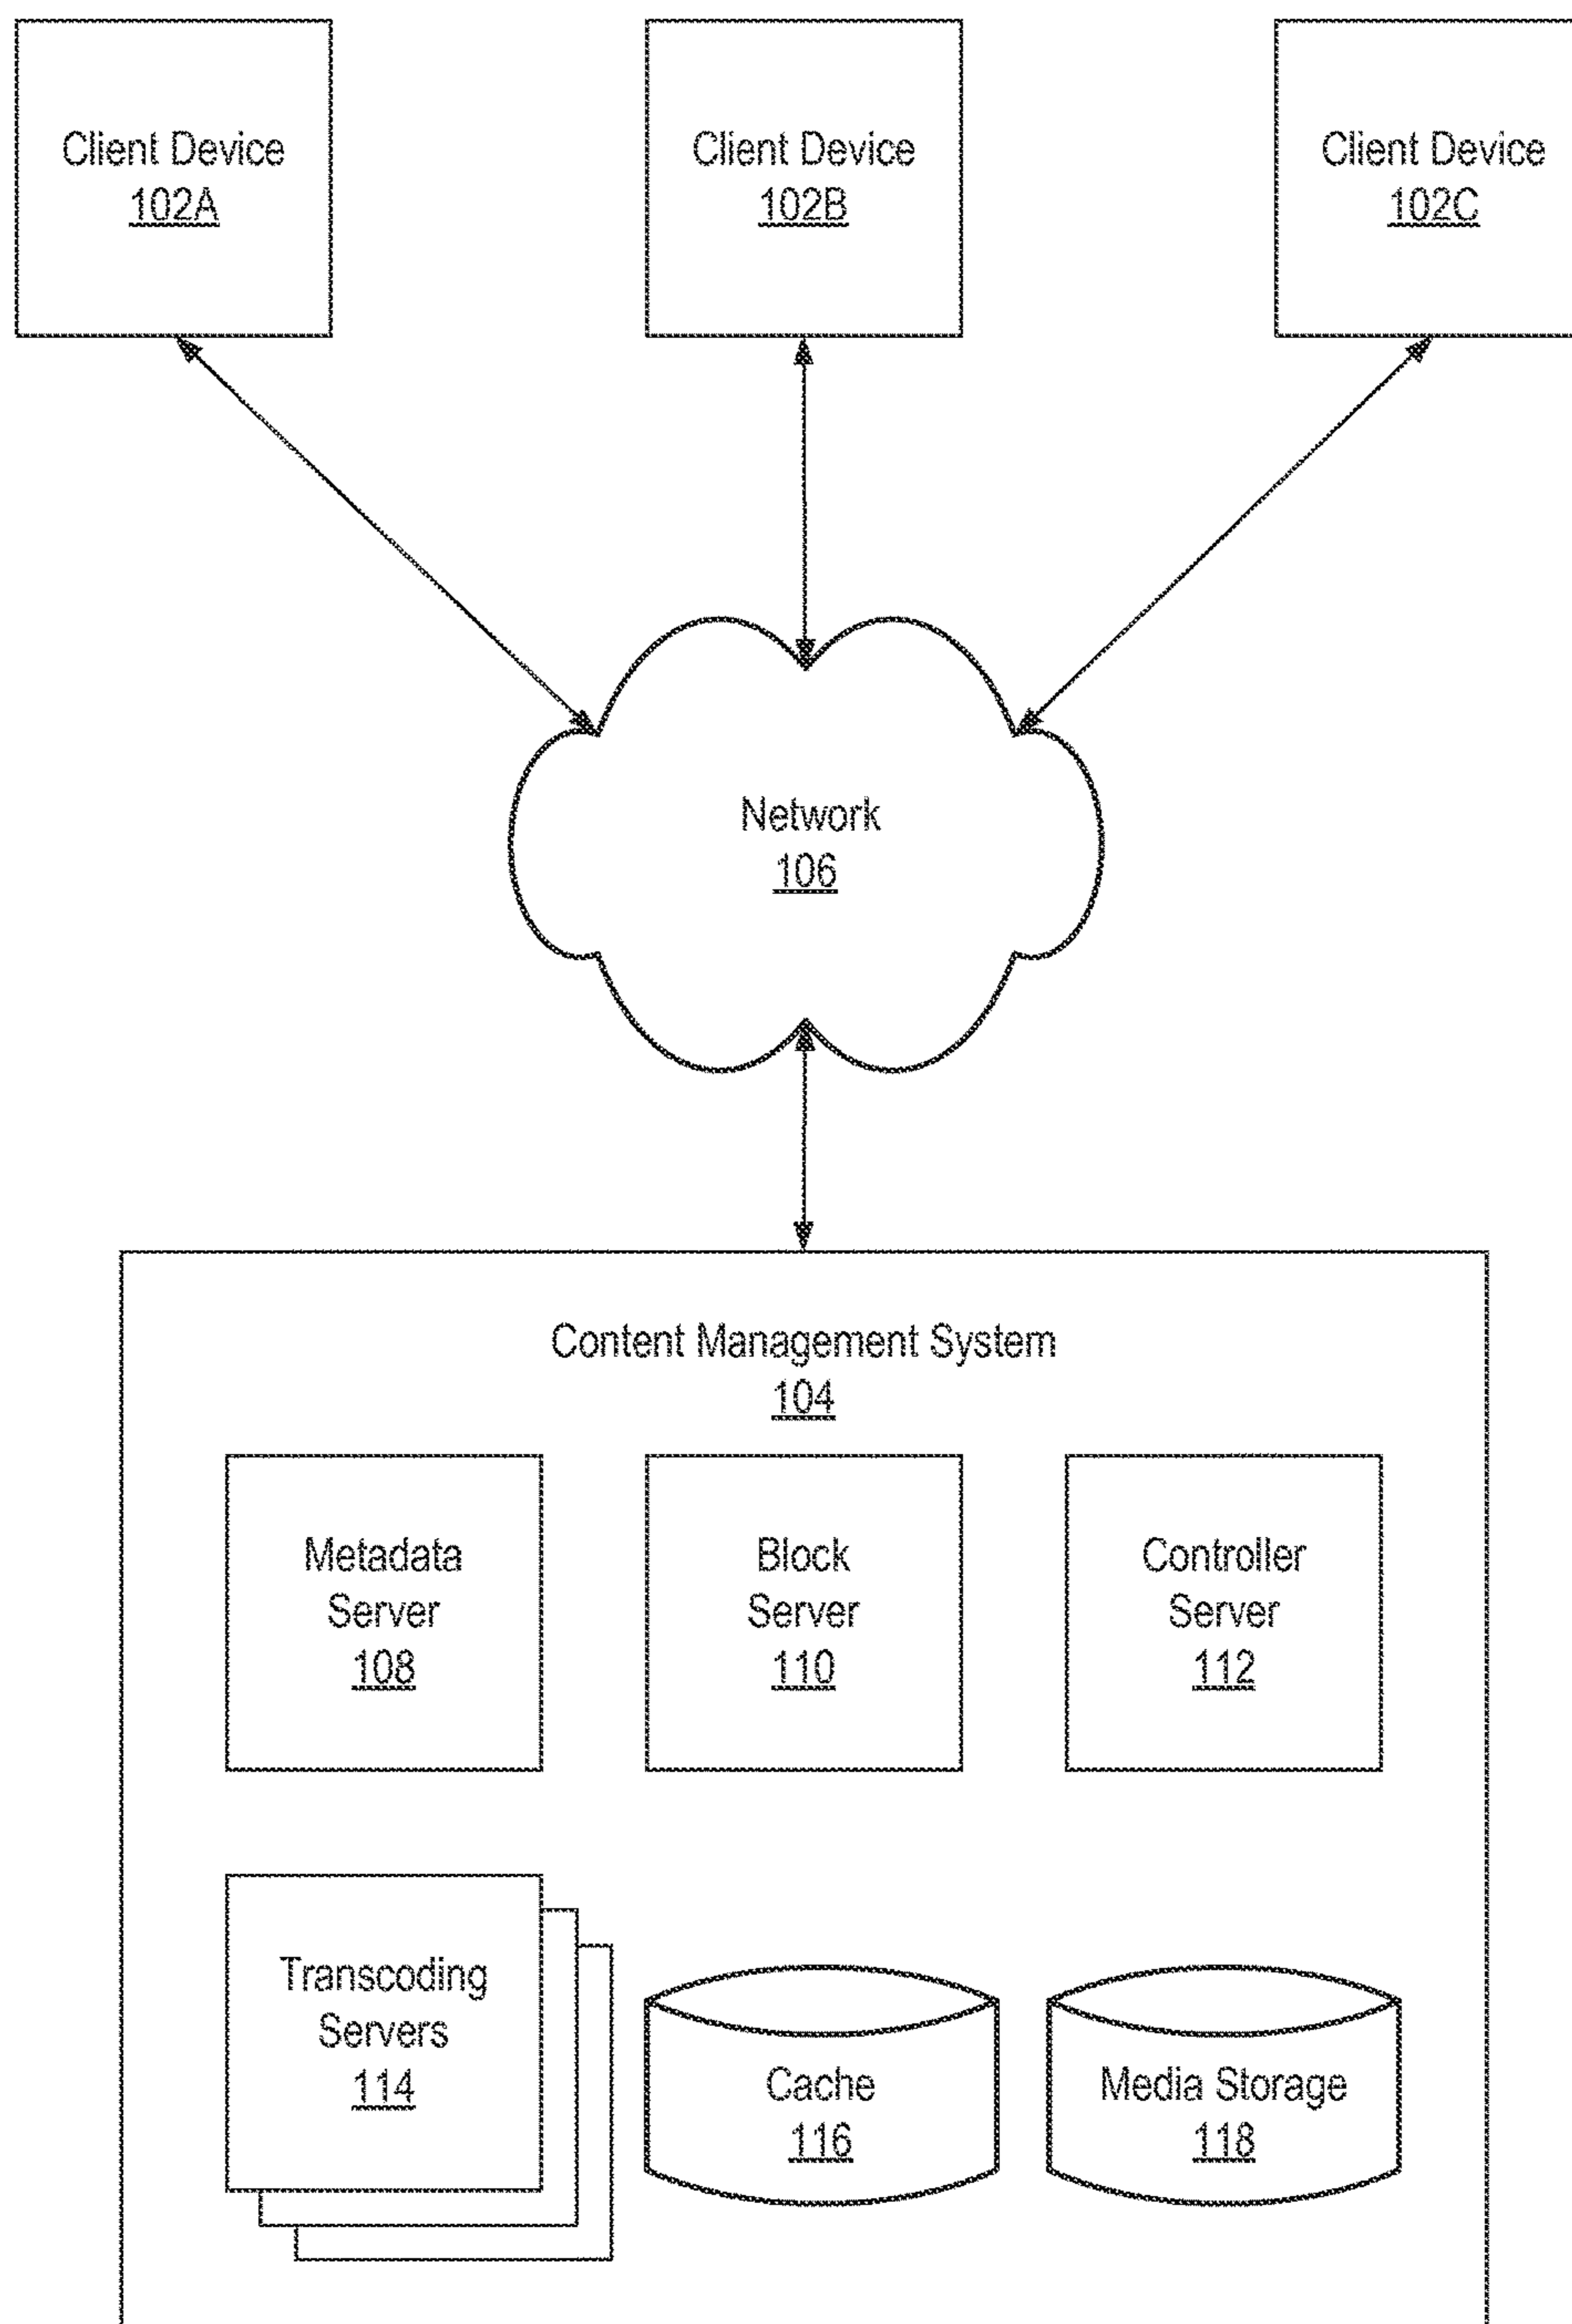 Client Device
102A
Client Device
102B
Client Device
102C
Network
106
Content Management System
104
Metadata
Server
108
Block
Server
110
Controller
Server
112
Transcoding
Servers
114
Cache
116
Media Storage
118